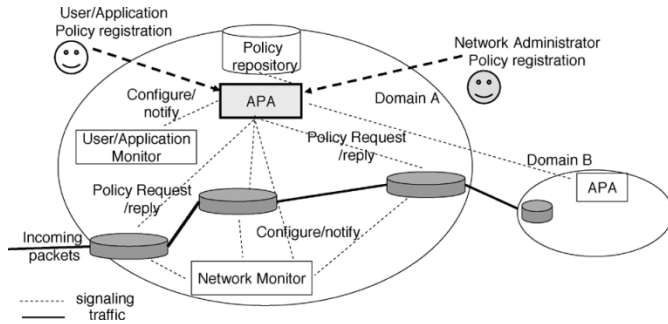 User/Application
Policy registration
Policy
repository
Network Administrator
Policy registration
Configure/
notify
APA
Domain A
User/Application
Monitor
Policy Request
/reply
Domain B
APA
Policy Request
/reply
Incoming
packets
Configure/notify
Network Monitor
signaling
traffic